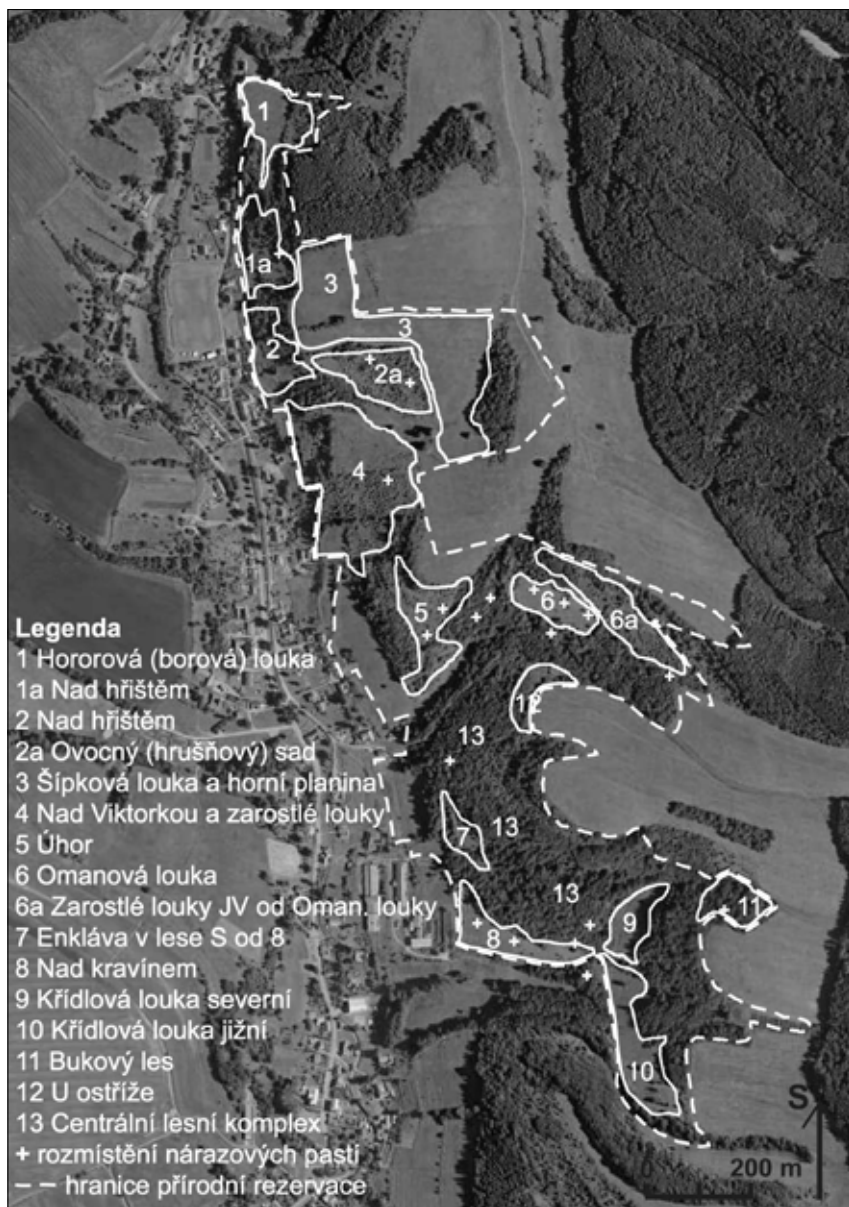 1
1a
3
3
2
2a
4
5
6
6a
12
13
13
7
13
11
9
8
10
Legenda
1 Hororová (borová) louka
1a Nad hřištěm
2 Nad hřištěm
2a Ovocný (hrušňový) sad
3 Šípková louka a horní planina
4 Nad Viktorkou a zarostlé louky
5 Úhor
6 Omanová louka
6a Zarostlé louky JV od Oman. louky
7 Enkláva v lese S od 8
8 Nad kravínem
9 Křídlová louka severní
10 Křídlová louka jižní
11 Bukový les
12 U ostříže
13 Centrální lesní komplex
+ rozmístění nárazových pastí
– – hranice přírodní rezervace
S
0 200 m